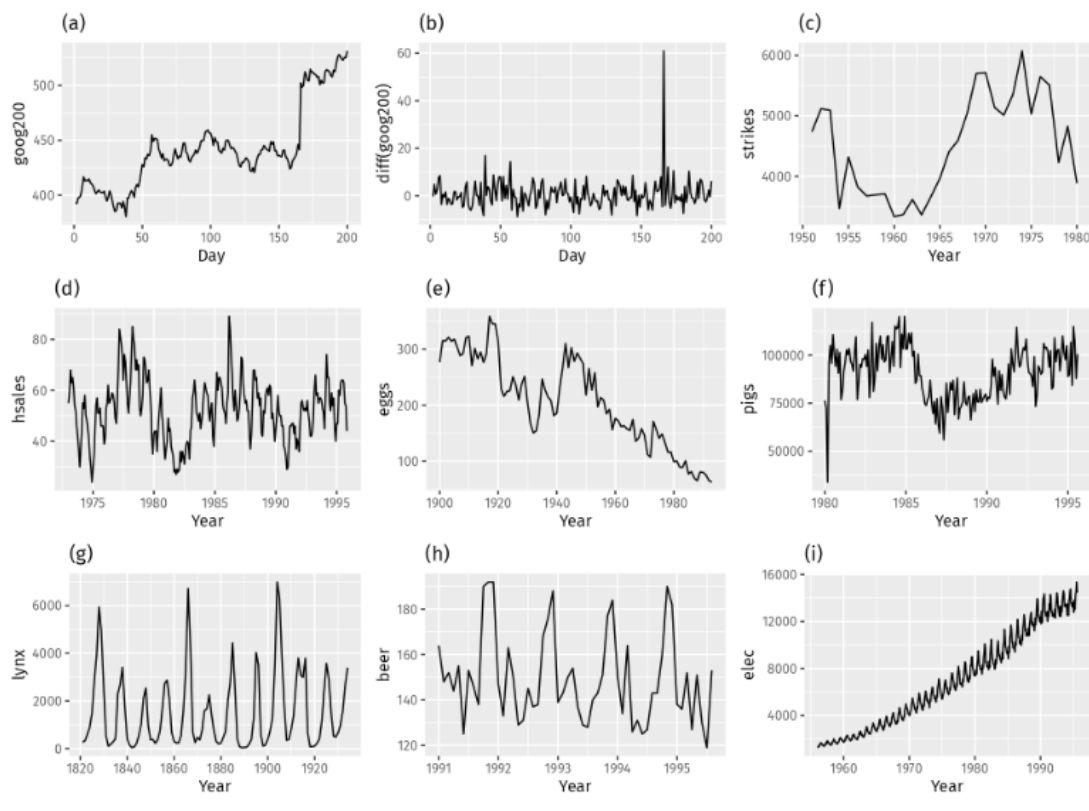 (a)
goog200
500
450
400
0
50
100
150
200
Day
(b)
diff(goog200)
60
40
20
0
0
50
100
150
200
Day
(c)
strikes
6000
5000
4000
1950
1955
1960
1965
1970
1975
1980
Year
(d)
hsales
80
60
40
1975
1980
1985
1990
1995
Year
(e)
eggs
300
200
100
1900
1920
1940
1960
1980
Year
(f)
pigs
100000
75000
50000
1980
1985
1990
1995
Year
(g)
lynx
6000
4000
2000
0
1820
1840
1860
1880
1900
1920
Year
(h)
beer
180
160
140
120
1991
1992
1993
1994
1995
Year
(i)
elec
16000
12000
8000
4000
1960
1970
1980
1990
Year